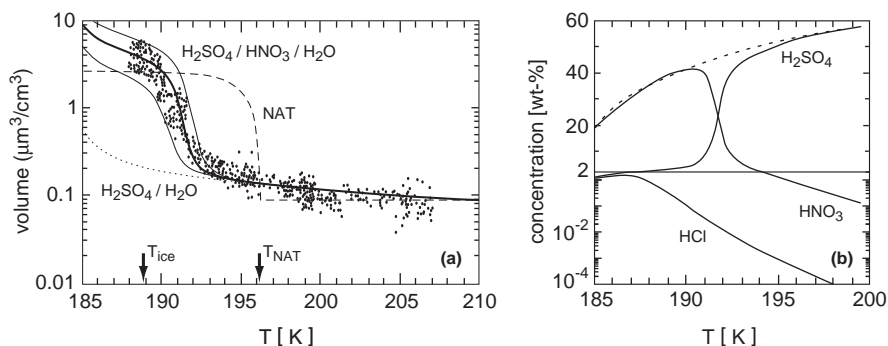 10
1
0.1
0.01
volume (μm³/cm³)
H₂SO₄ / HNO₃ / H₂O
NAT
H₂SO₄ / H₂O
T_ice
T_NAT
(a)
185 190 195 200 205 210
T [ K ]
60
40
20
2
10⁻²
10⁻⁴
concentration [wt-%]
H₂SO₄
HNO₃
HCl
(b)
185 190 195 200
T [ K ]